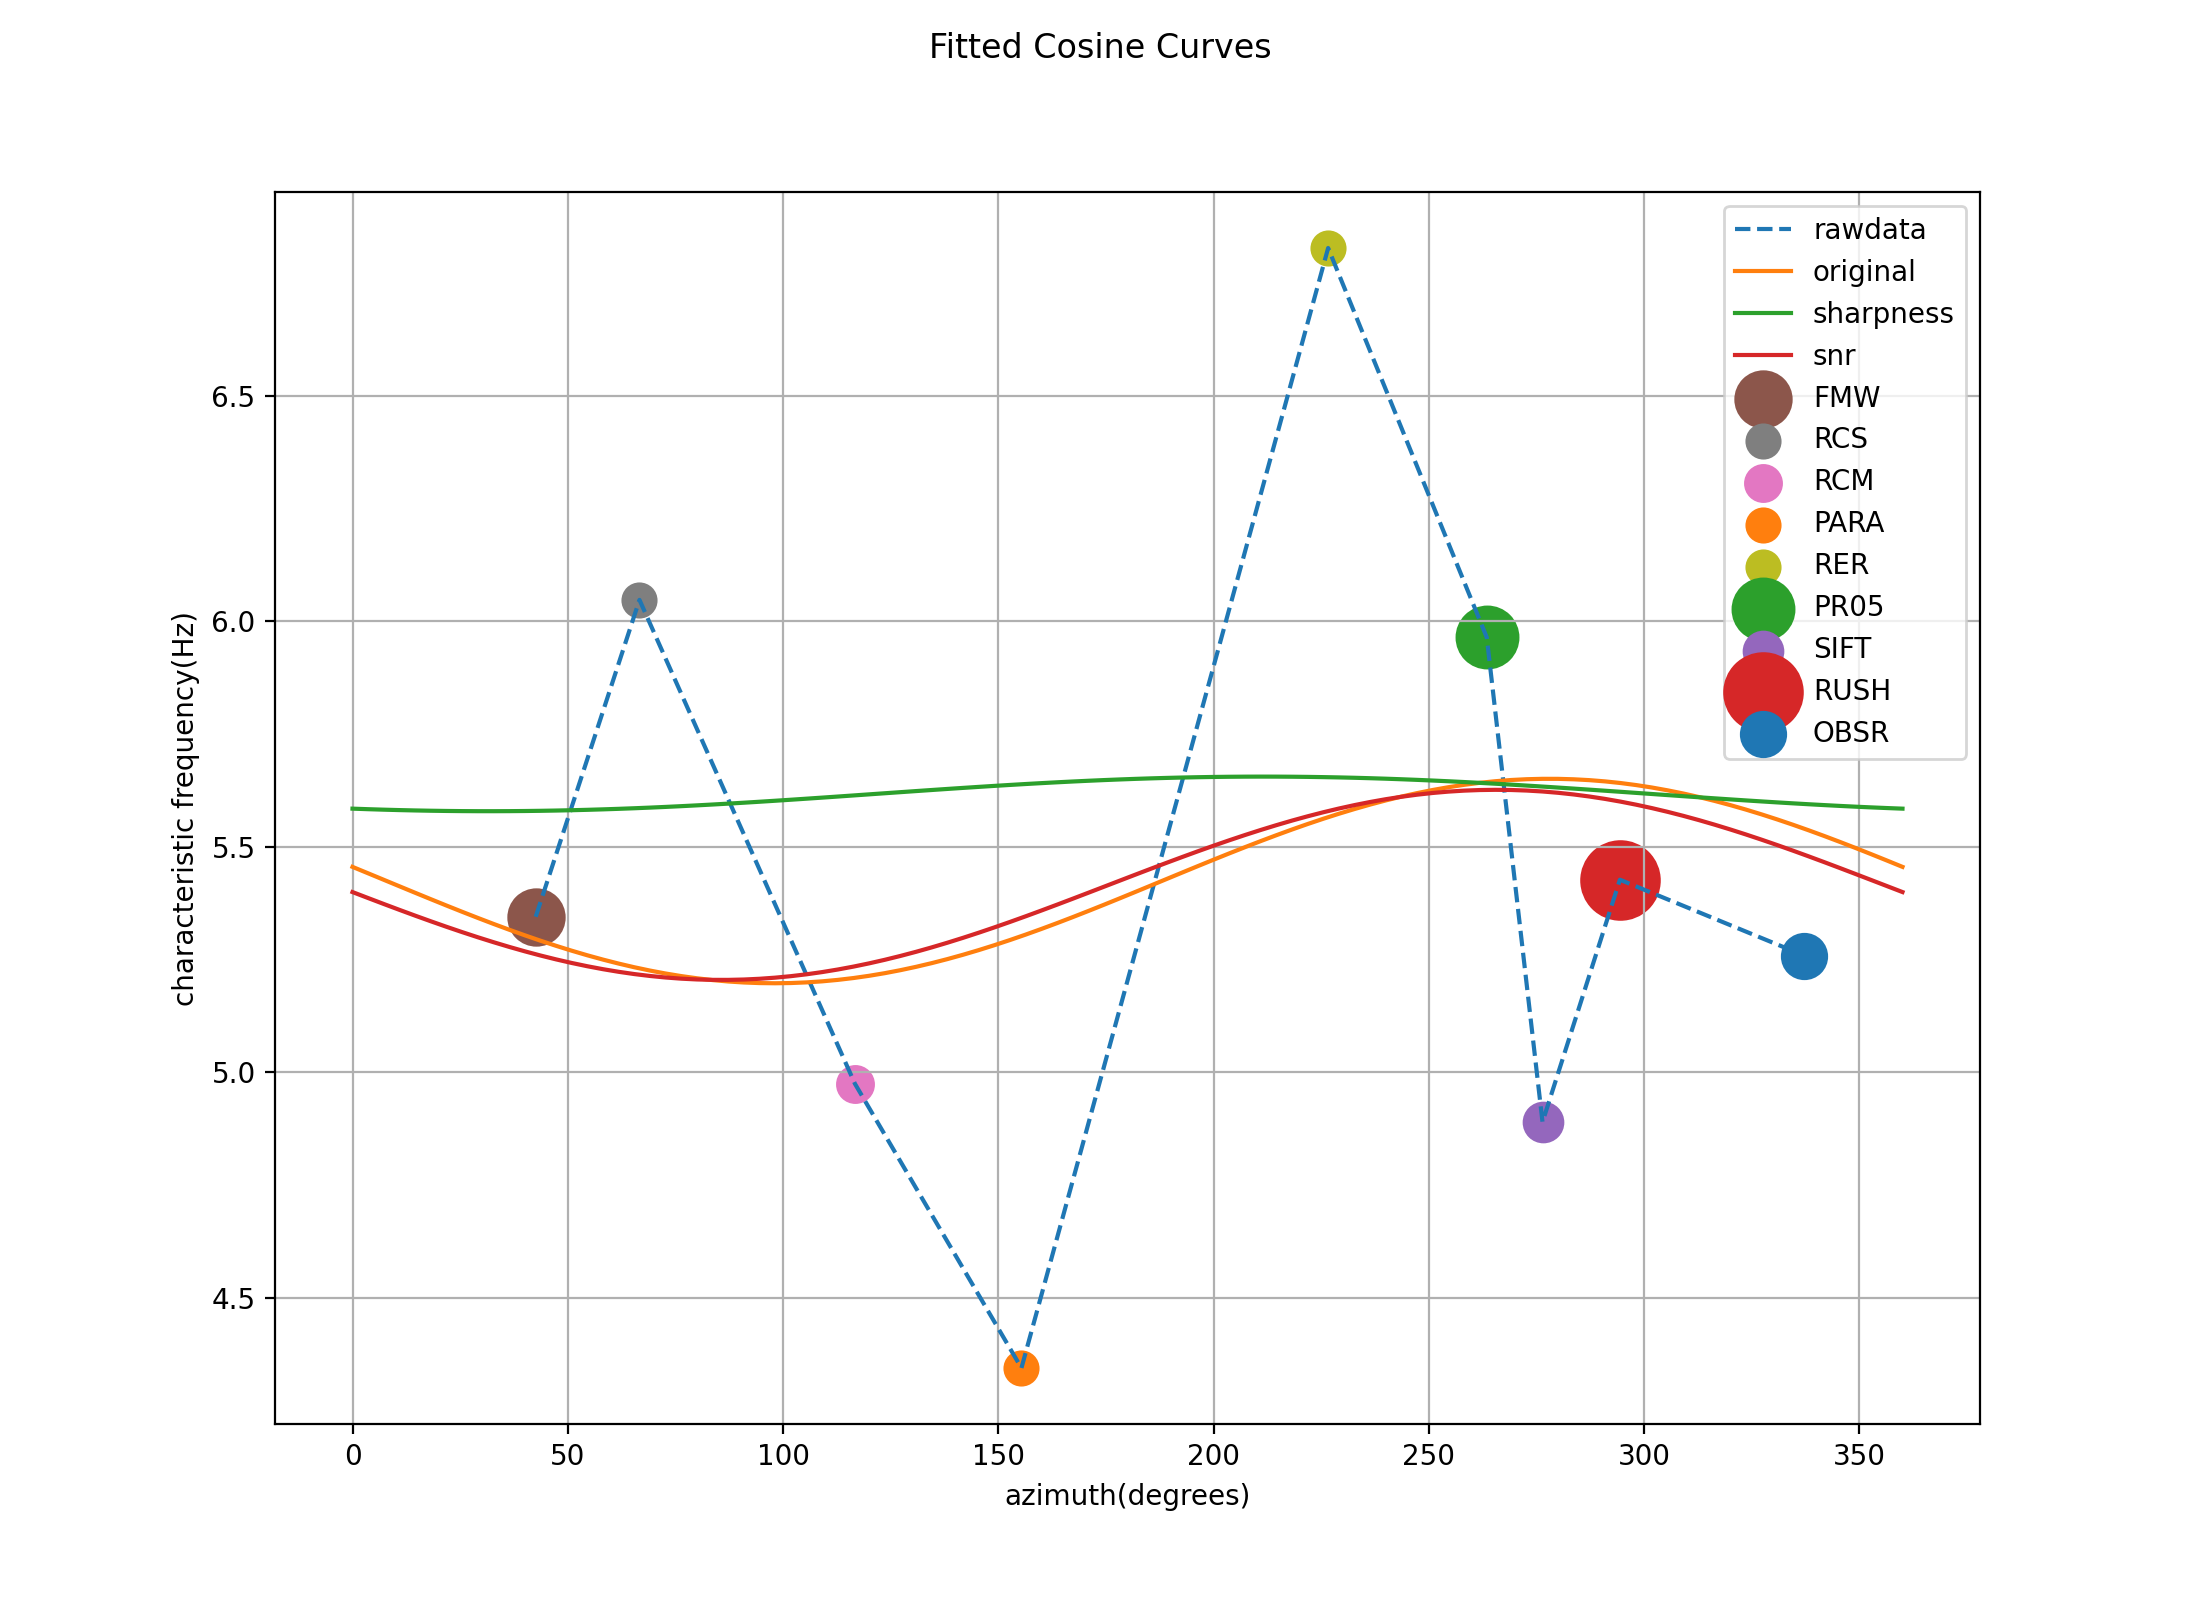 Fitted Cosine Curves
characteristic frequency(Hz)
6.5
6.0
5.5
5.0
4.5
rawdata
original
sharpness
snr
FMW
RCS
RCM
PARA
RER
PR05
SIFT
RUSH
OBSR
0 50 100 150 200 250 300 350
azimuth(degrees)